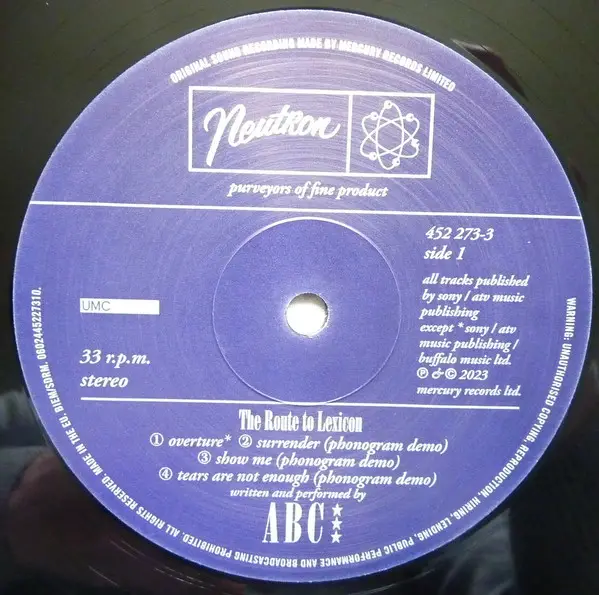 ORIGINAL SOUND RECORDING MADE BY MERCURY RECORDS LIMITED
Neutron
purveyors of fine product
452 273-3
side 1
UMC
all tracks published
by sony / atv music
publishing
except * sony / atv
music publishing /
buffalo music ltd.
℗ & © 2023
mercury records ltd.
33 r.p.m.
stereo
The Route to Lexicon
① overture* ② surrender (phonogram demo)
③ show me (phonogram demo)
④ tears are not enough (phonogram demo)
written and performed by
ABC
WARNING: UNAUTHORISED COPYING, REPRODUCTION, HIRING, LENDING, PUBLIC PERFORMANCE AND BROADCASTING PROHIBITED. ALL RIGHTS RESERVED. MADE IN THE EU. BIEM/SDRM. 0602445227310.